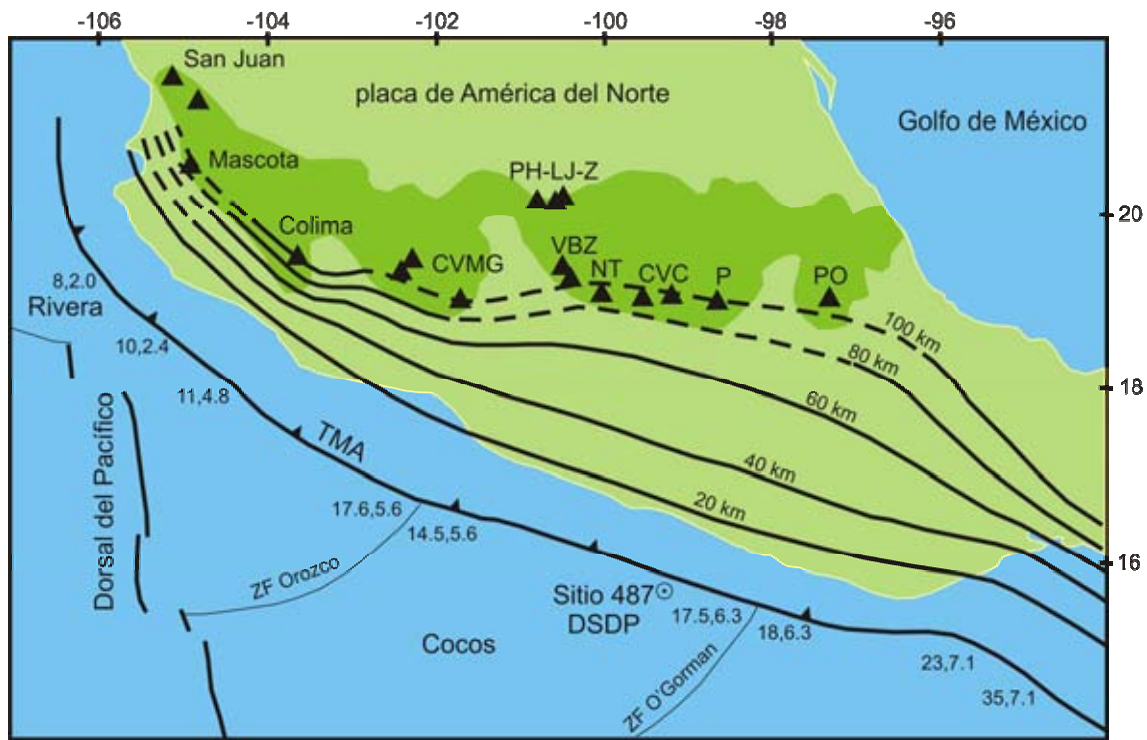 -106
-104
-102
-100
-98
-96
San Juan
placa de América del Norte
Golfo de México
Mascota
PH-LJ-Z
20
Colima
VBZ
CVMG
NT
CVC
P
PO
8,2.0
Rivera
100 km
10,2.4
80 km
18
11,4.8
60 km
TMA
40 km
Dorsal del Pacífico
20 km
17.6,5.6
14.5,5.6
16
ZF Orozco
Sitio 487
DSDP
17.5,6.3
18,6.3
Cocos
23,7.1
ZF O'Gorman
35,7.1